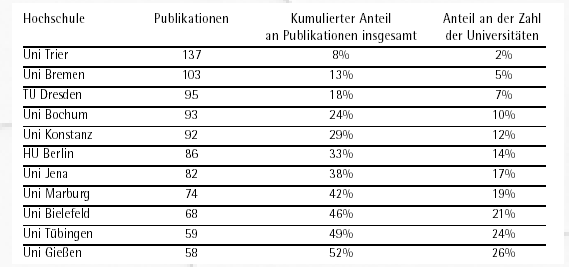 Hochschule Publikationen Kumulierter Anteil Anteil an der Zahl
an Publikationen insgesamt der Universitäten
Uni Trier 137 8% 2%
Uni Bremen 103 13% 5%
TU Dresden 95 18% 7%
Uni Bochum 93 24% 10%
Uni Konstanz 92 29% 12%
HU Berlin 86 33% 14%
Uni Jena 82 38% 17%
Uni Marburg 74 42% 19%
Uni Bielefeld 68 46% 21%
Uni Tübingen 59 49% 24%
Uni Gießen 58 52% 26%